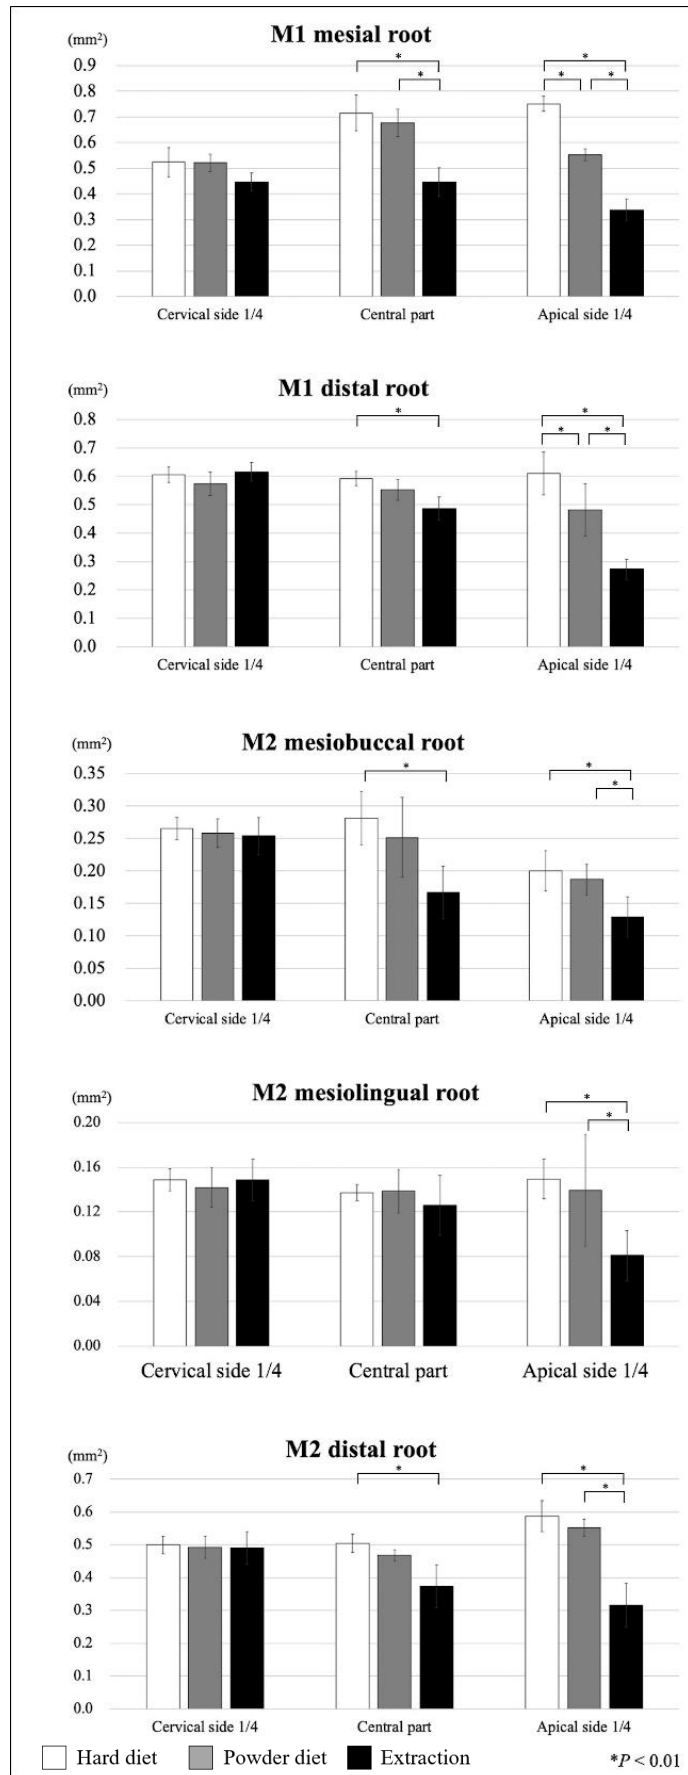 M1 mesial root
(mm²)
0.9
0.8
0.7
0.6
0.5
0.4
0.3
0.2
0.1
0.0
* *
* * *
Cervical side 1/4 Central part Apical side 1/4
M1 distal root
(mm²)
0.8
0.7
0.6
0.5
0.4
0.3
0.2
0.1
0.0
* *
* *
Cervical side 1/4 Central part Apical side 1/4
M2 mesiobuccal root
(mm²)
0.35
0.30
0.25
0.20
0.15
0.10
0.05
0.00
* *
*
Cervical side 1/4 Central part Apical side 1/4
M2 mesiolingual root
(mm²)
0.20
0.16
0.12
0.08
0.04
0.00
*
*
Cervical side 1/4 Central part Apical side 1/4
M2 distal root
(mm²)
0.7
0.6
0.5
0.4
0.3
0.2
0.1
0.0
* *
*
Cervical side 1/4 Central part Apical side 1/4
Hard diet Powder diet Extraction *P < 0.01